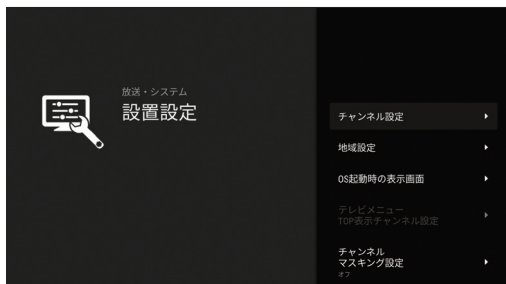 放送・システム
設置設定
チャンネル設定
地域設定
OS起動時の表示画面
テレビメニュー
TOP表示チャンネル設定
チャンネル
マスキング設定
オフ